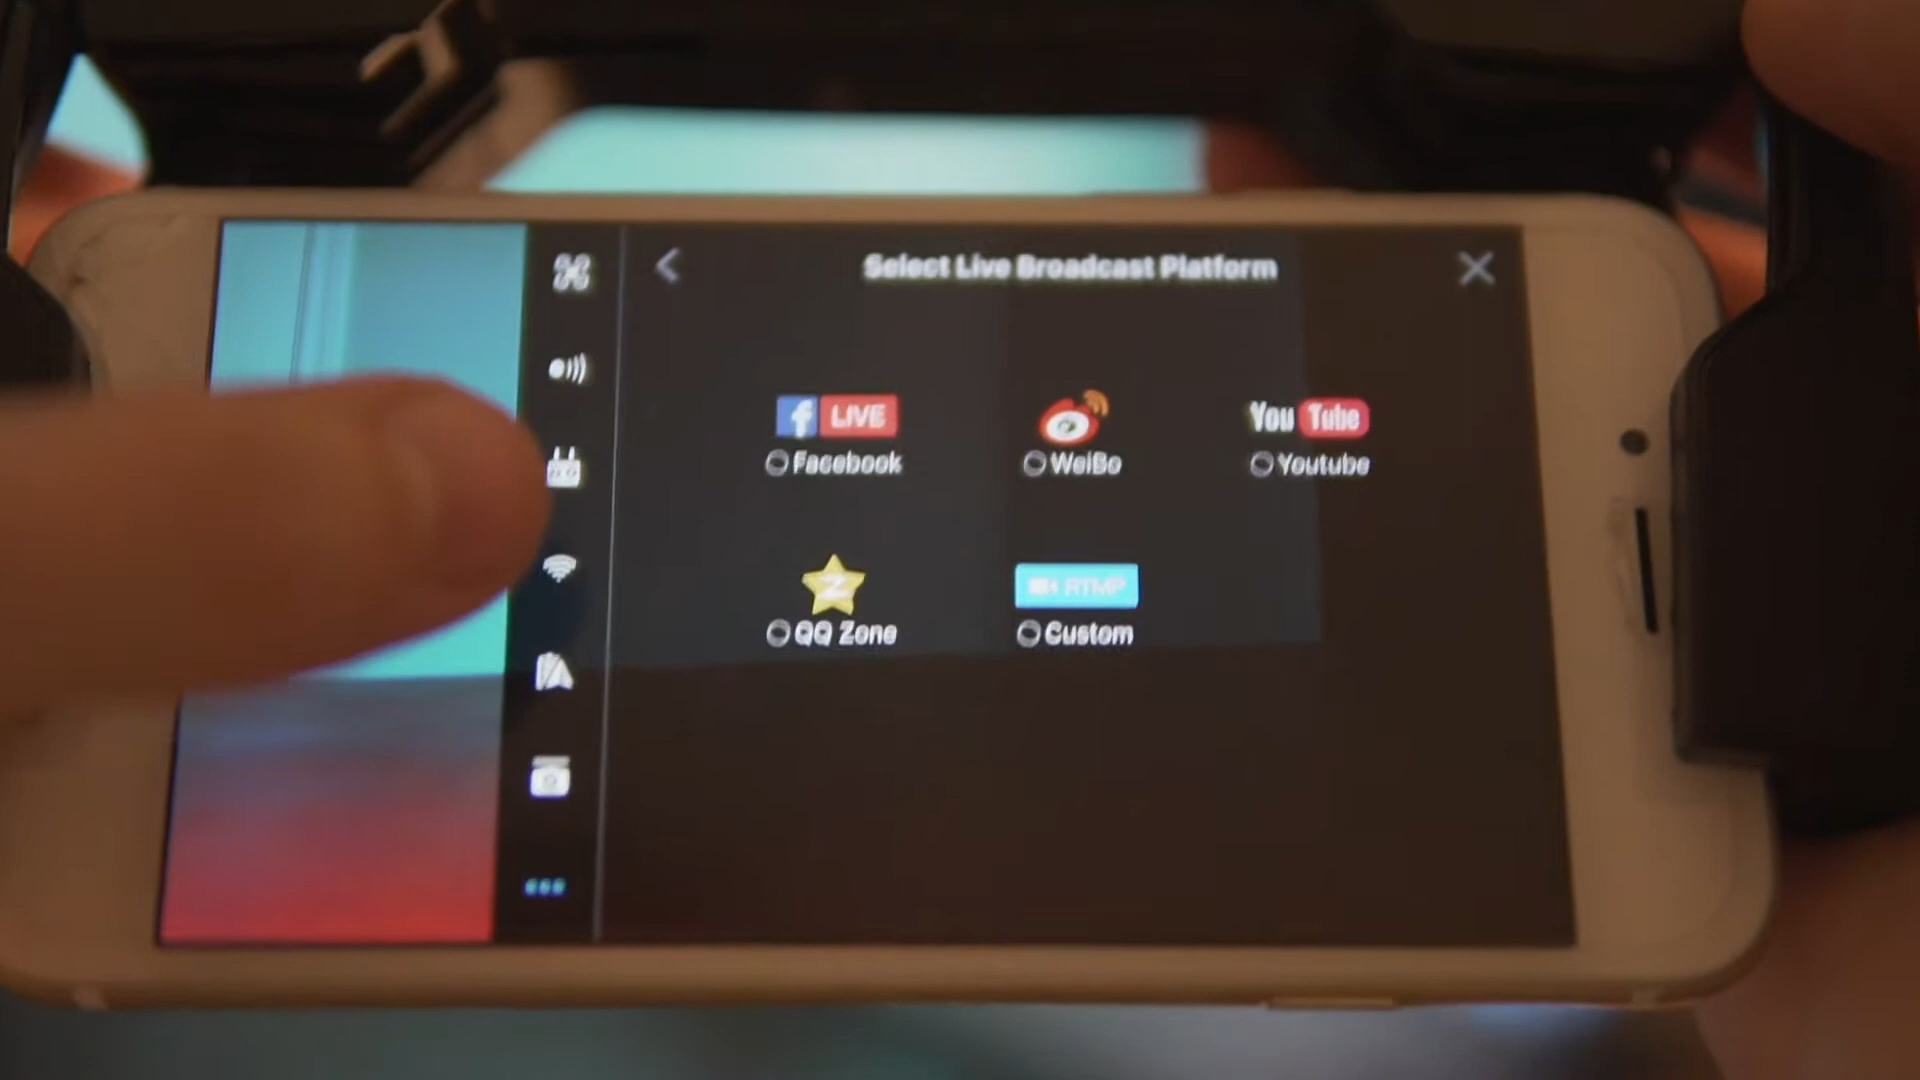 Select Live Broadcast Platform
f LIVE
You Tube
Facebook
WeiBo
Youtube
Z
RTMP
QQ Zone
Custom